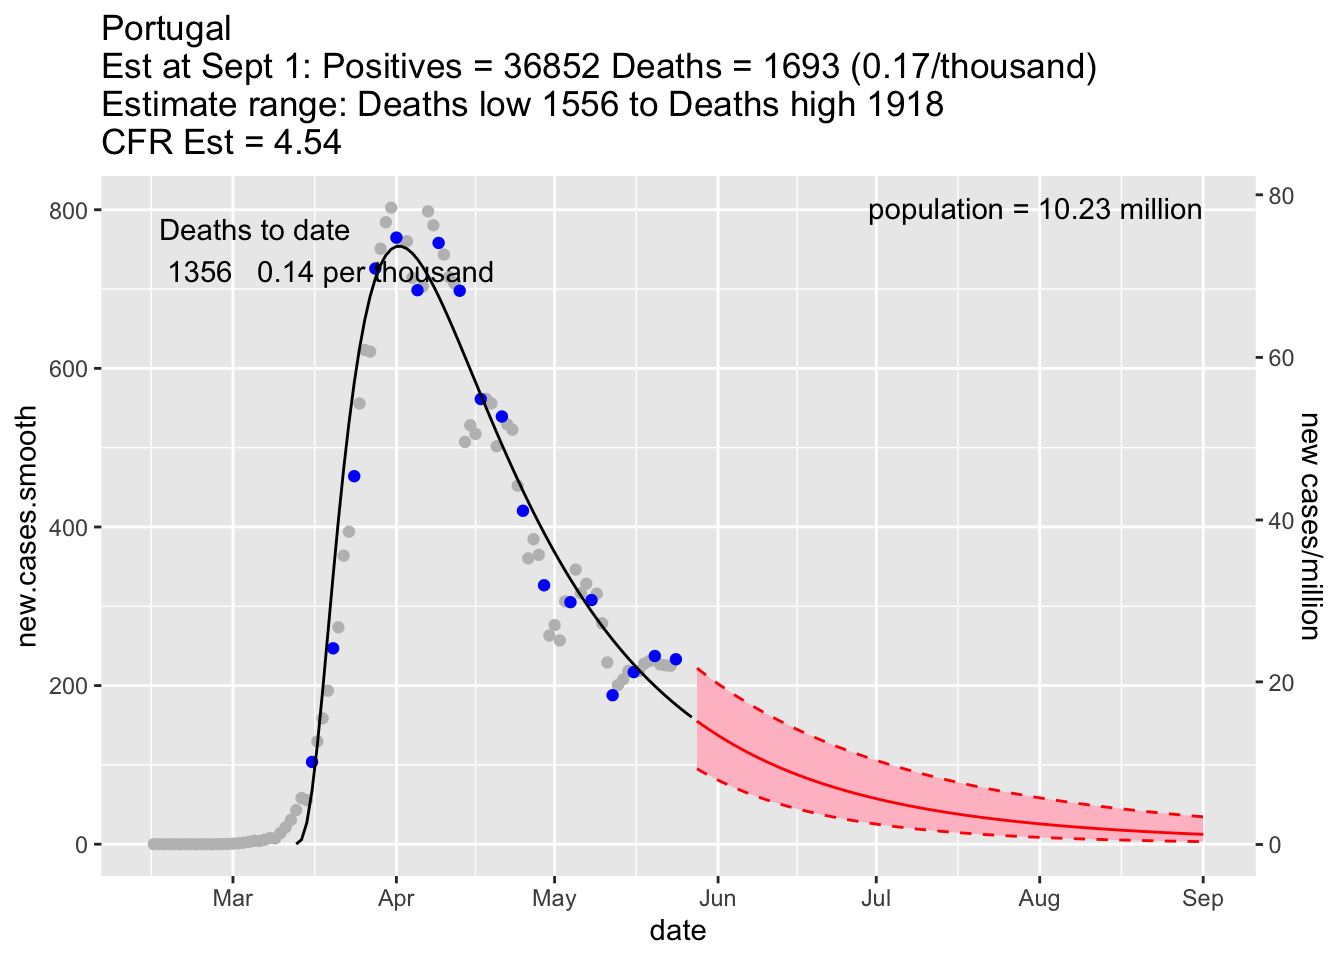 Portugal
Est at Sept 1: Positives = 36852 Deaths = 1693 (0.17/thousand)
Estimate range: Deaths low 1556 to Deaths high 1918
CFR Est = 4.54
Deaths to date
1356 0.14 per thousand
population = 10.23 million
800
600
400
200
0
new.cases.smooth
80
60
40
20
0
new cases/million
Mar Apr May Jun Jul Aug Sep
date